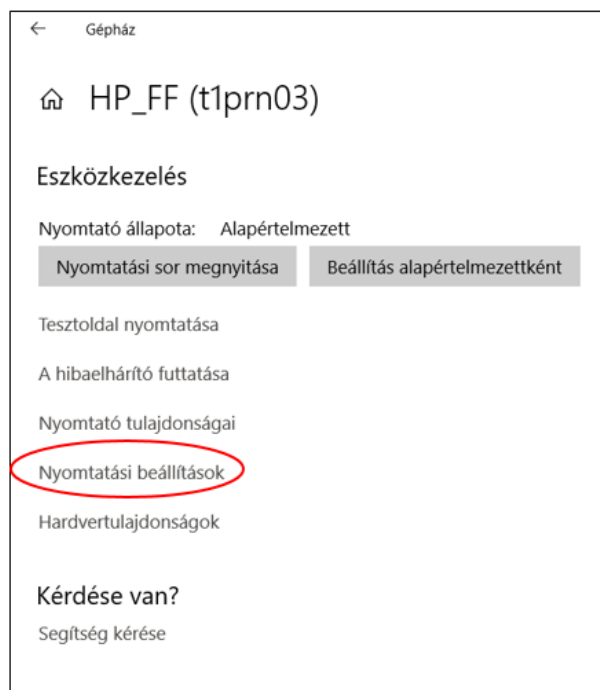 Gépház
HP_FF (t1prn03)
Eszközkezelés
Nyomtató állapota: Alapértelmezett
Nyomtatási sor megnyitása Beállítás alapértelmezettként
Tesztoldal nyomtatása
A hibaelhárító futtatása
Nyomtató tulajdonságai
Nyomtatási beállítások
Hardvertulajdonságok
Kérdése van?
Segítség kérése